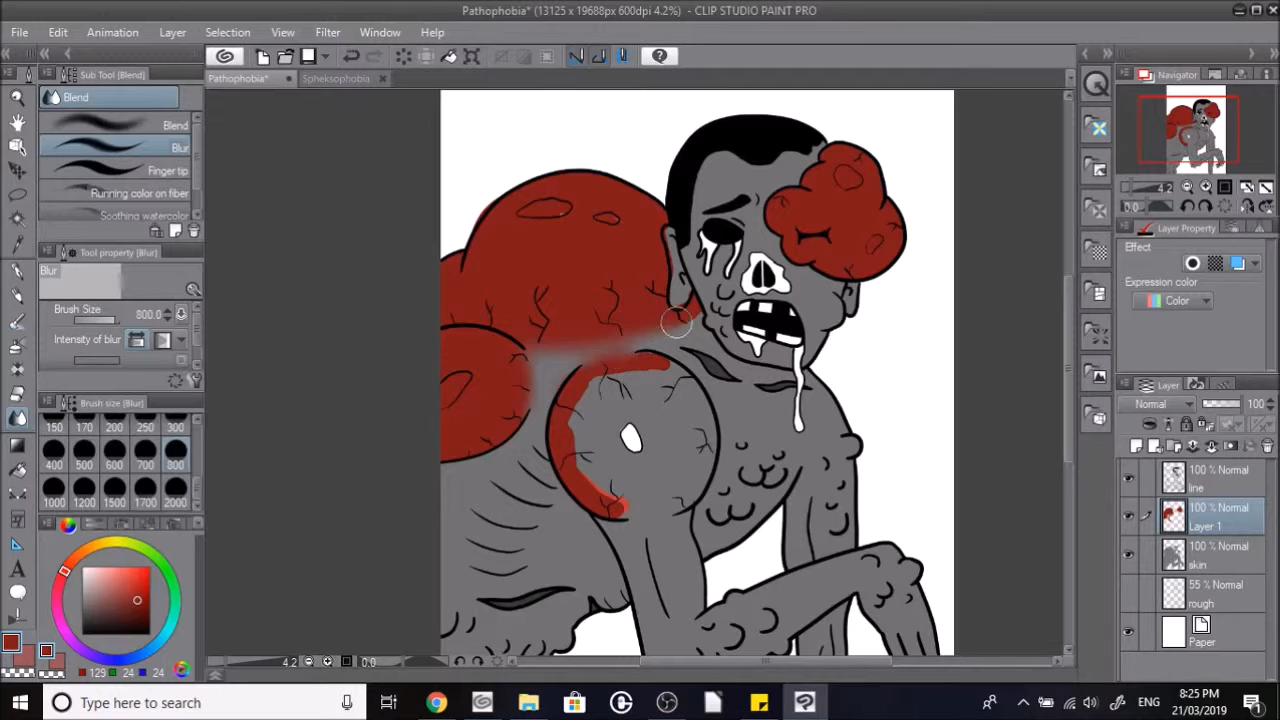 Pathophobia* (13125 x 19688px 600dpi 4.2%) - CLIP STUDIO PAINT PRO
File Edit Animation Layer Selection View Filter Window Help
Sub Tool [Blend]
Pathophobia*
Spheksophobia
Blend
Blend
Blur
Finger tip
Running color on fiber
Soothing watercolor
Tool property [Blur]
Blur
Brush Size 800.0
Intensity of blur
Brush size [Blur]
150 170 200 250 300
400 500 600 700 800
1000 1200 1500 1700 2000
129 24 24
4.2 0.0
Navigator
4.2
0.0
Layer Property
Effect
Expression color
Color
Layer
Normal 100
100 % Normal
line
100 % Normal
Layer 1
100 % Normal
skin
55 % Normal
rough
Paper
Type here to search
ENG
8:25 PM
21/03/2019